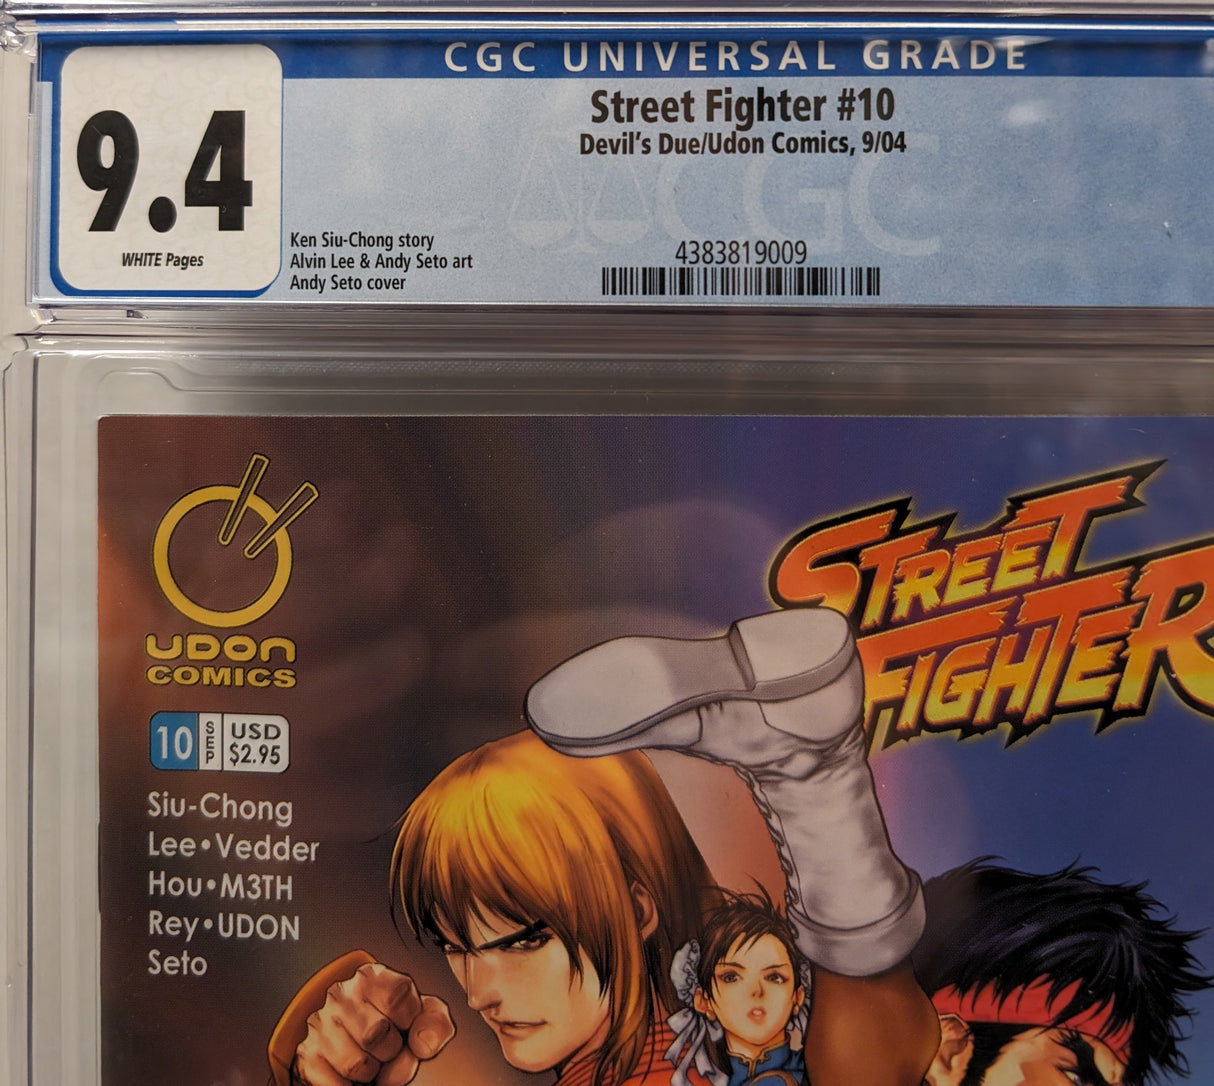 CGC UNIVERSAL GRADE
9.4
WHITE Pages
Street Fighter #10
Devil's Due/Udon Comics, 9/04
Ken Siu-Chong story
Alvin Lee & Andy Seto art
Andy Seto cover
4383819009
CGC
UDON
COMICS
10 SEP USD $2.95
Siu-Chong
Lee•Vedder
Hou•M3TH
Rey•UDON
Seto
STREET
FIGHTER